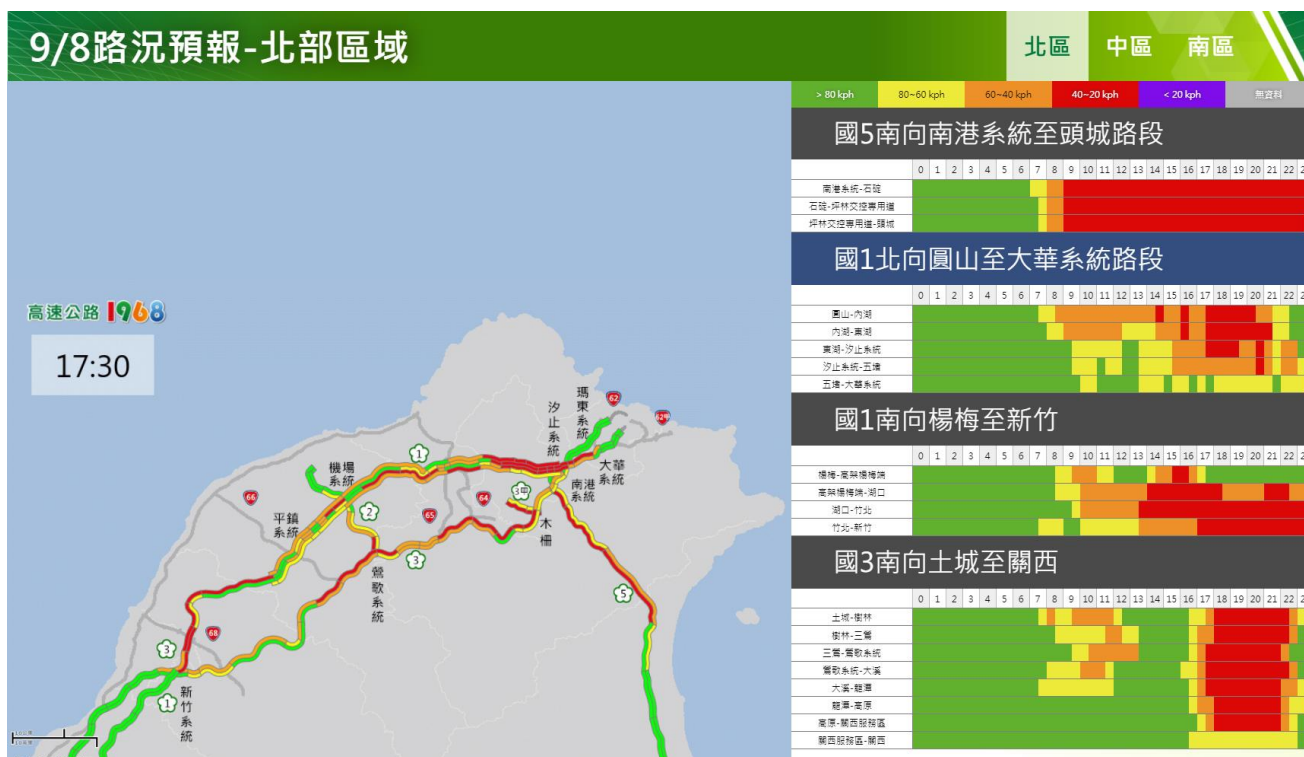 9/8路況預報-北部區域
北區 中區 南區
> 80 kph 80~60 kph 60~40 kph 40~20 kph < 20 kph 無資料
國5南向南港系統至頭城路段
0 1 2 3 4 5 6 7 8 9 10 11 12 13 14 15 16 17 18 19 20 21 22
南港系統-石碇
石碇-坪林交控專用道
坪林交控專用道-頭城
國1北向圓山至大華系統路段
0 1 2 3 4 5 6 7 8 9 10 11 12 13 14 15 16 17 18 19 20 21 22
圓山-內湖
內湖-東湖
東湖-汐止系統
汐止系統-五堵
五堵-大華系統
國1南向楊梅至新竹
0 1 2 3 4 5 6 7 8 9 10 11 12 13 14 15 16 17 18 19 20 21 22
楊梅-高架楊梅端
高架楊梅端-湖口
湖口-竹北
竹北-新竹
國3南向土城至關西
0 1 2 3 4 5 6 7 8 9 10 11 12 13 14 15 16 17 18 19 20 21 22
土城-樹林
樹林-三鶯
三鶯-鶯歌系統
鶯歌系統-大溪
大溪-龍潭
龍潭-高原
高原-關西服務區
關西服務區-關西
高速公路 1968
17:30
瑪東系統
62
62甲
汐止系統
大華系統
1
機場系統
南港系統
3甲
64
66
2
65
平鎮系統
木柵
3
鶯歌系統
5
68
3
1
新竹系統